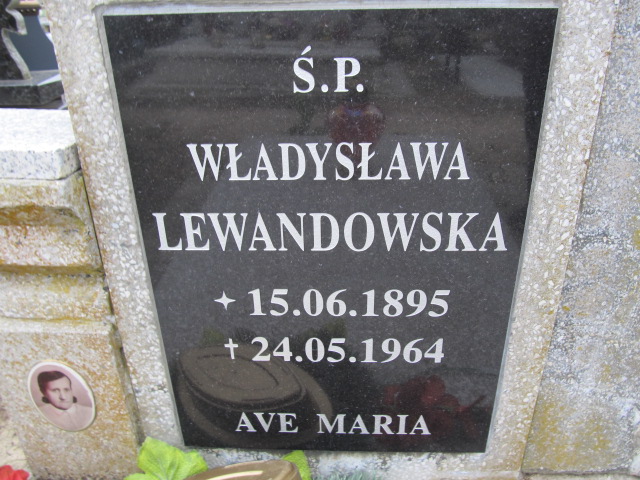 Ś.P.
WŁADYSŁAWA
LEWANDOWSKA
✦ 15.06.1895
† 24.05.1964
AVE MARIA